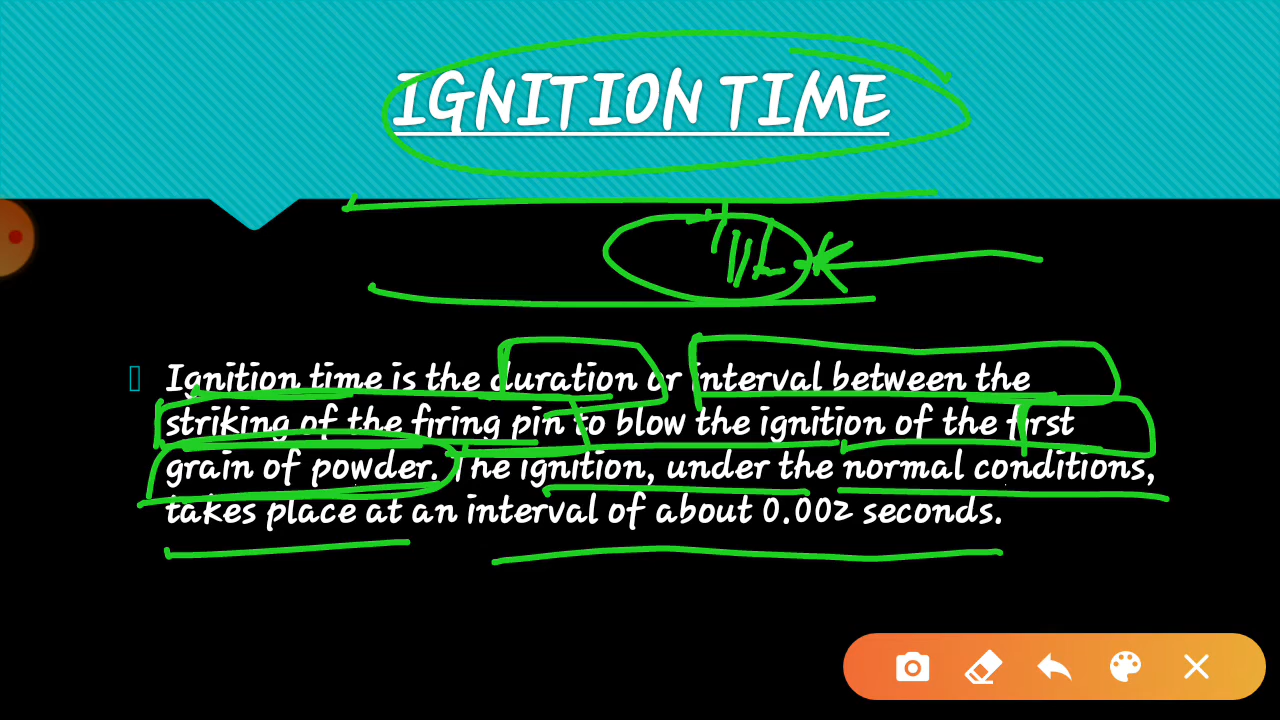 IGNITION TIME
Ignition time is the duration or interval between the
striking of the firing pin to blow the ignition of the first
grain of powder. The ignition, under the normal conditions,
takes place at an interval of about 0.002 seconds.